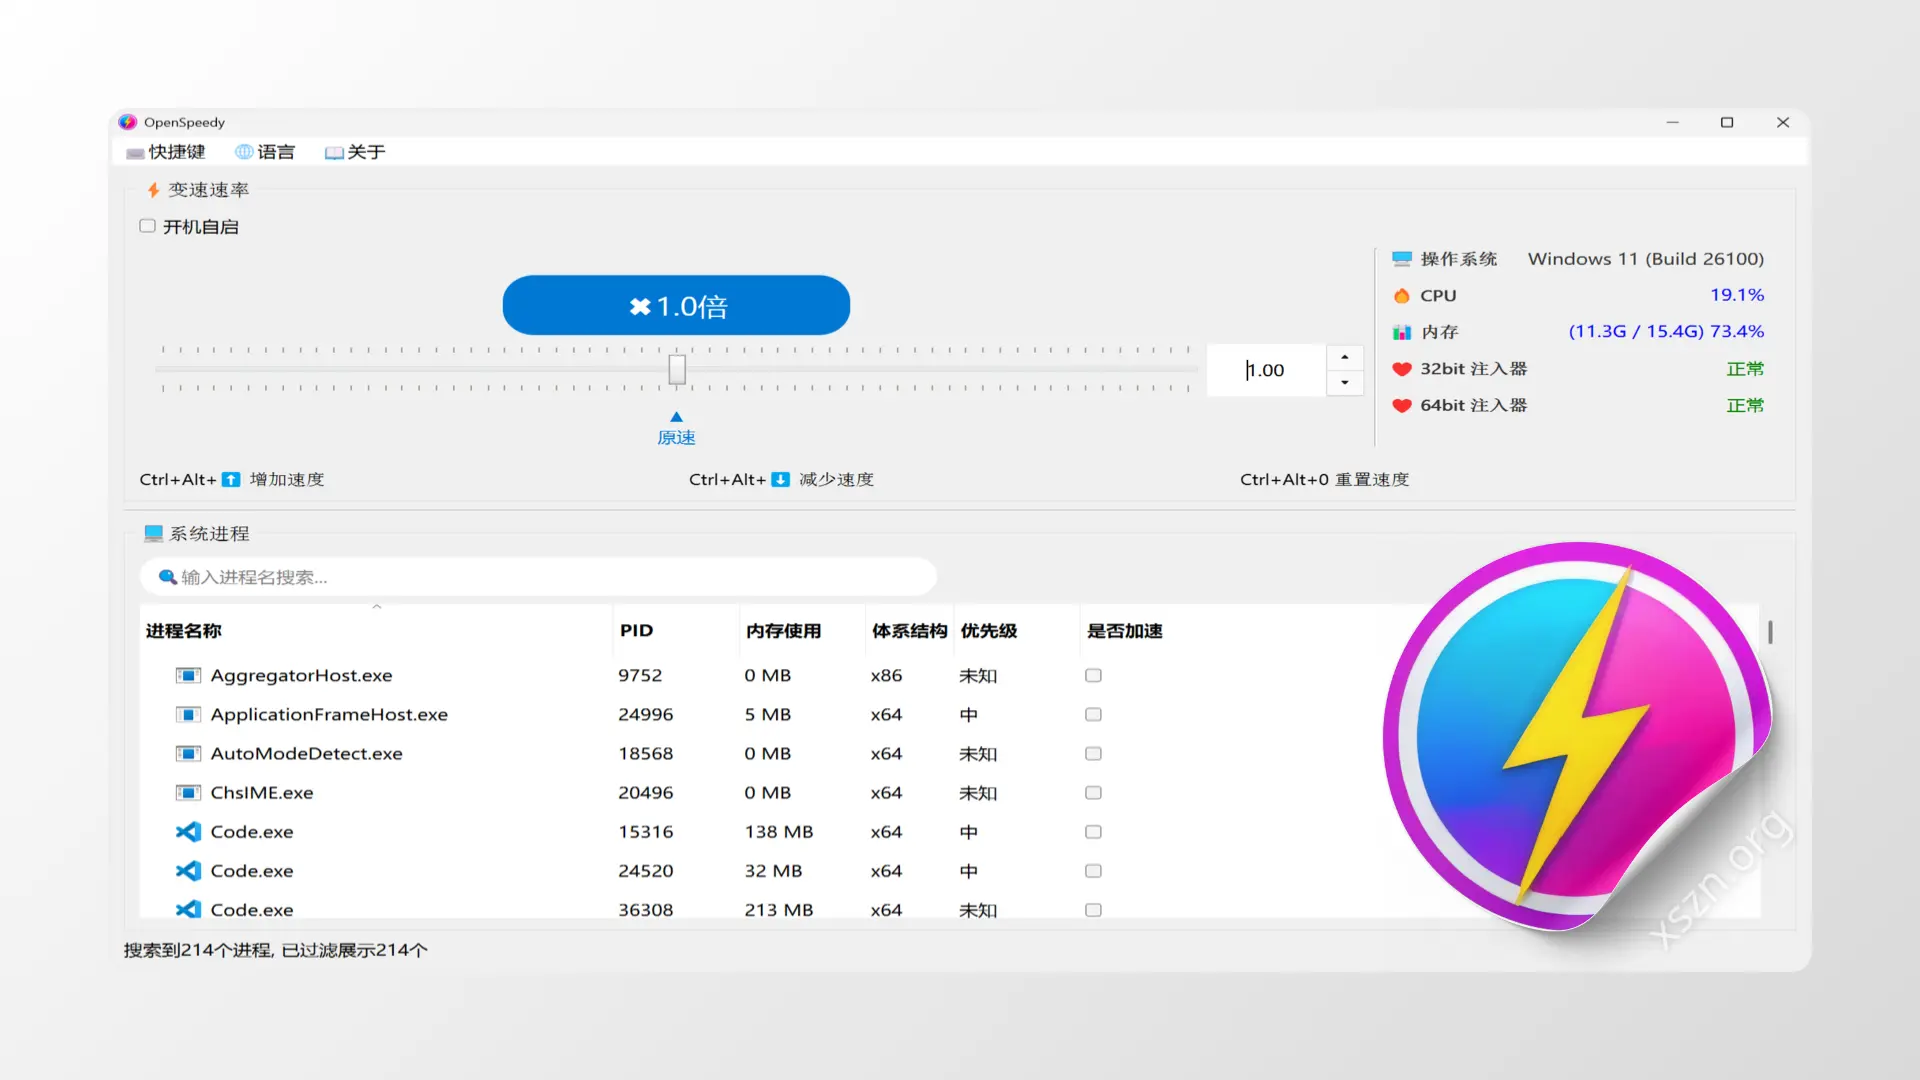 OpenSpeedy
快捷键 语言 关于
变速速率
开机自启
✖1.0倍
1.00
原速
操作系统 Windows 11 (Build 26100)
CPU 19.1%
内存 (11.3G / 15.4G) 73.4%
32bit 注入器 正常
64bit 注入器 正常
Ctrl+Alt+⬆ 增加速度 Ctrl+Alt+⬇ 减少速度 Ctrl+Alt+0 重置速度
系统进程
输入进程名搜索...
进程名称 PID 内存使用 体系结构 优先级 是否加速
AggregatorHost.exe 9752 0 MB x86 未知
ApplicationFrameHost.exe 24996 5 MB x64 中
AutoModeDetect.exe 18568 0 MB x64 未知
ChsIME.exe 20496 0 MB x64 未知
Code.exe 15316 138 MB x64 中
Code.exe 24520 32 MB x64 中
Code.exe 36308 213 MB x64 未知
搜索到214个进程, 已过滤展示214个
xszn.org